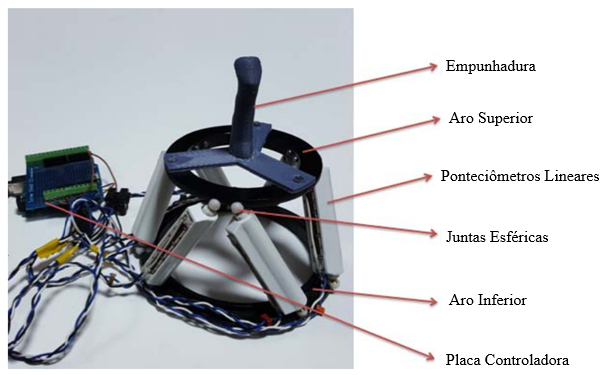 Empunhadura
Aro Superior
Ponteciômetros Lineares
Juntas Esféricas
Aro Inferior
Placa Controladora